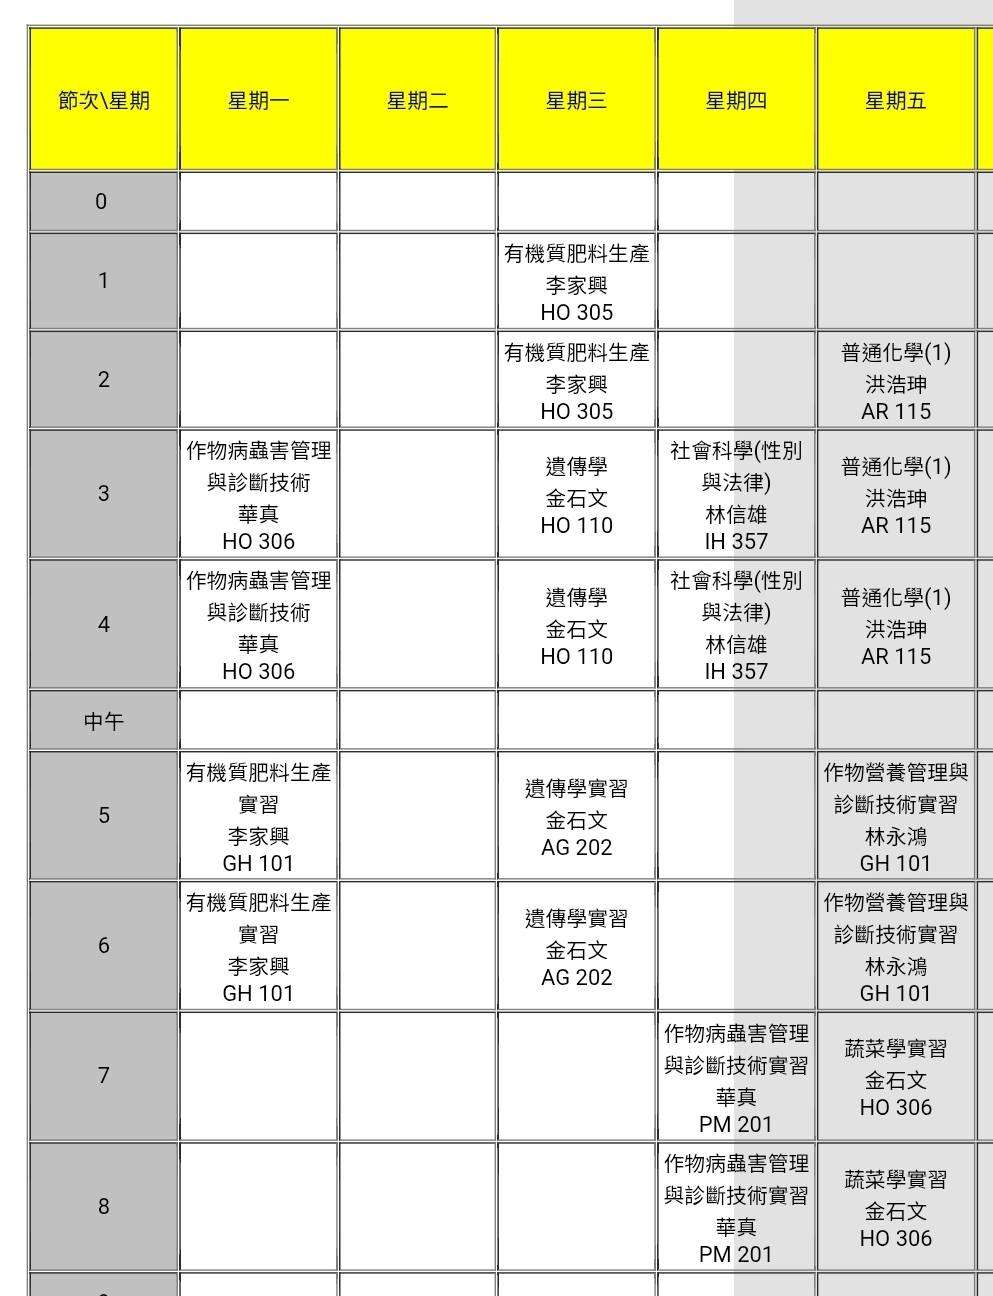 節次\星期 星期一 星期二 星期三 星期四 星期五
0
1
有機質肥料生產
李家興
HO 305
2
有機質肥料生產
李家興
HO 305
普通化學(1)
洪浩珅
AR 115
3
作物病蟲害管理
與診斷技術
華真
HO 306
遺傳學
金石文
HO 110
社會科學(性別
與法律)
林信雄
IH 357
普通化學(1)
洪浩珅
AR 115
4
作物病蟲害管理
與診斷技術
華真
HO 306
遺傳學
金石文
HO 110
社會科學(性別
與法律)
林信雄
IH 357
普通化學(1)
洪浩珅
AR 115
中午
5
有機質肥料生產
實習
李家興
GH 101
遺傳學實習
金石文
AG 202
作物營養管理與
診斷技術實習
林永鴻
GH 101
6
有機質肥料生產
實習
李家興
GH 101
遺傳學實習
金石文
AG 202
作物營養管理與
診斷技術實習
林永鴻
GH 101
7
作物病蟲害管理
與診斷技術實習
華真
PM 201
蔬菜學實習
金石文
HO 306
8
作物病蟲害管理
與診斷技術實習
華真
PM 201
蔬菜學實習
金石文
HO 306